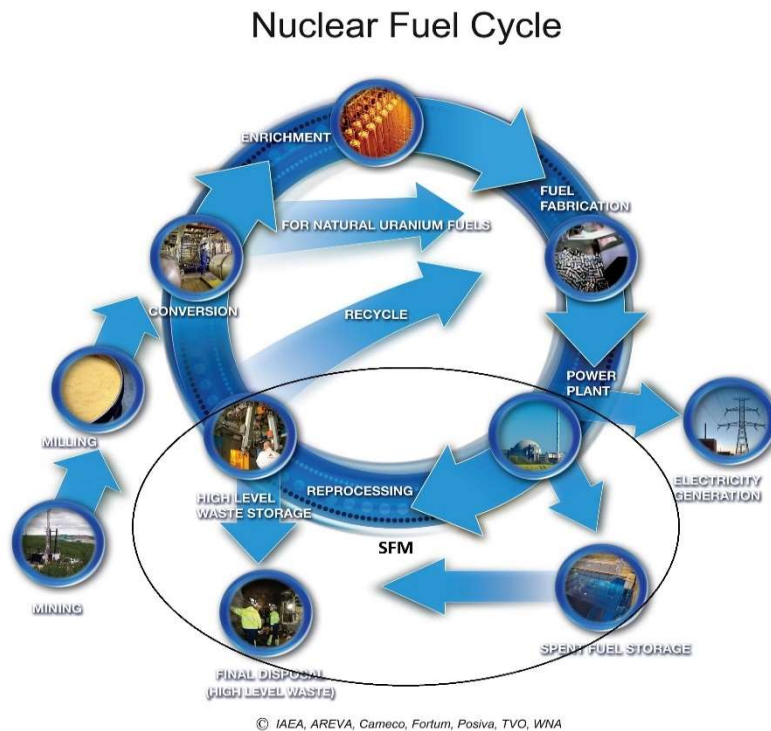 Nuclear Fuel Cycle
ENRICHMENT
FUEL
FABRICATION
FOR NATURAL URANIUM FUELS
CONVERSION
RECYCLE
POWER
PLANT
MILLING
ELECTRICITY
GENERATION
HIGH LEVEL
WASTE STORAGE
REPROCESSING
SFM
MINING
SPENT FUEL STORAGE
FINAL DISPOSAL
(HIGH LEVEL WASTE)
© IAEA, AREVA, Cameco, Fortum, Posiva, TVO, WNA